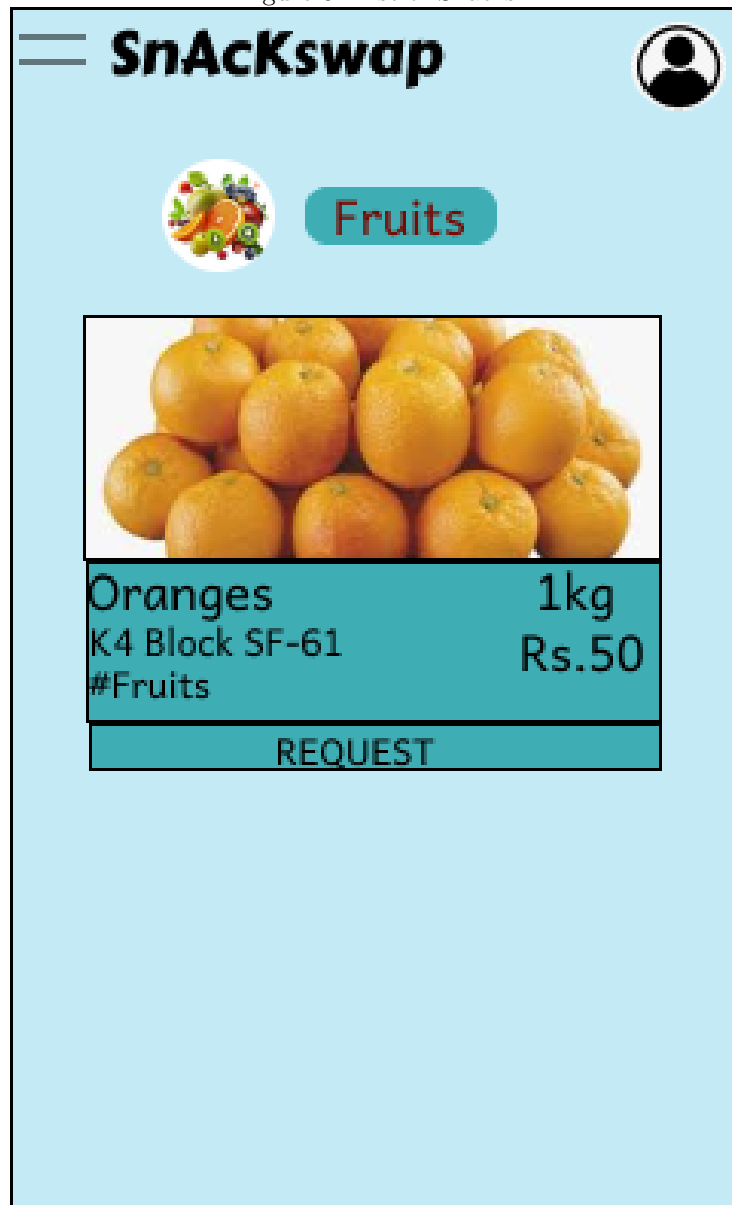 SnAcKswap
Fruits
Oranges 1kg
K4 Block SF-61 Rs.50
#Fruits
REQUEST